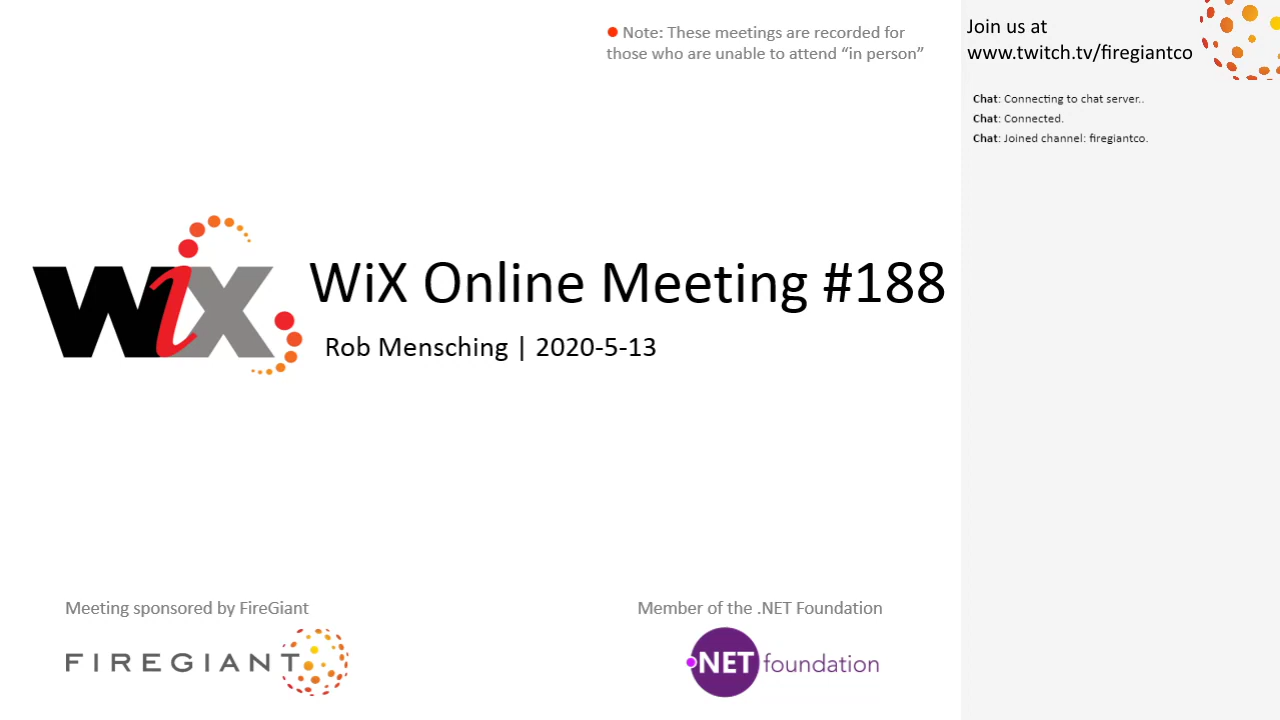 Note: These meetings are recorded for
those who are unable to attend “in person”
Join us at
www.twitch.tv/firegiantco
Chat: Connecting to chat server..
Chat: Connected.
Chat: Joined channel: firegiantco.
WiX
WiX Online Meeting #188
Rob Mensching | 2020-5-13
Meeting sponsored by FireGiant
FIREGIANT
Member of the .NET Foundation
.NET foundation